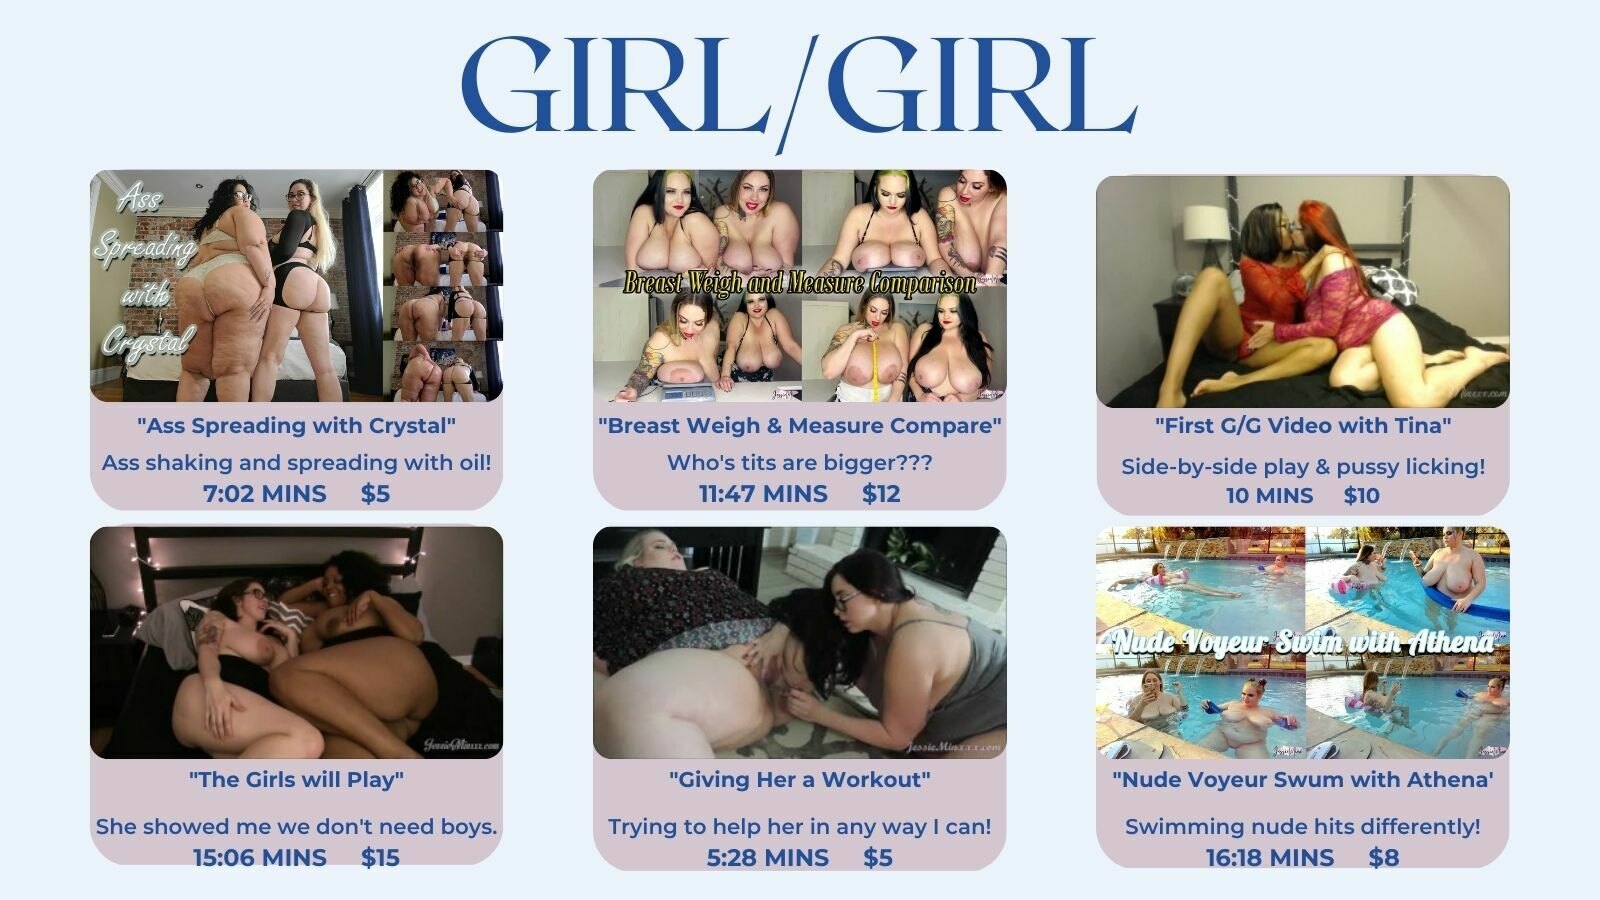 GIRL/GIRL
Ass
Spreading
with
Crystal
"Ass Spreading with Crystal"
Ass shaking and spreading with oil!
7:02 MINS $5
Breast Weigh and Measure Comparison
"Breast Weigh & Measure Compare"
Who's tits are bigger???
11:47 MINS $12
"First G/G Video with Tina"
Side-by-side play & pussy licking!
10 MINS $10
JessieMinxxx.com
"The Girls will Play"
She showed me we don't need boys.
15:06 MINS $15
JessieMinxxx.com
"Giving Her a Workout"
Trying to help her in any way I can!
5:28 MINS $5
Nude Voyeur Swim with Athena
"Nude Voyeur Swum with Athena'
Swimming nude hits differently!
16:18 MINS $8